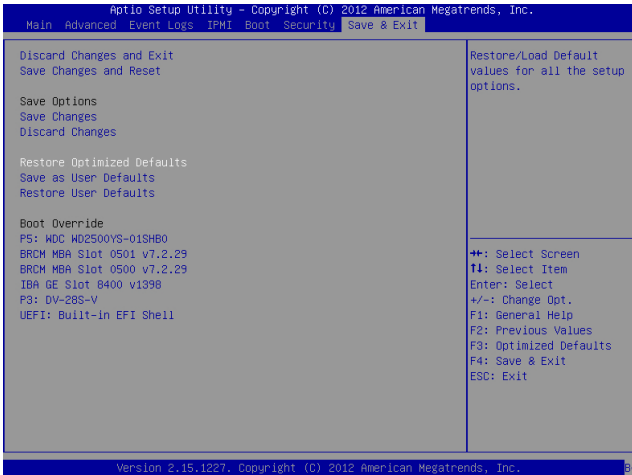 Aptio Setup Utility – Copyright (C) 2012 American Megatrends, Inc.
Main Advanced Event Logs IPMI Boot Security Save & Exit
Discard Changes and Exit
Save Changes and Reset
Save Options
Save Changes
Discard Changes
Restore Optimized Defaults
Save as User Defaults
Restore User Defaults
Boot Override
P5: WDC WD2500YS-01SHB0
BRCM MBA Slot 0501 v7.2.29
BRCM MBA Slot 0500 v7.2.29
IBA GE Slot 8400 v1398
P3: DV-28S-V
UEFI: Built-in EFI Shell
Restore/Load Default
values for all the setup
options.
→←: Select Screen
↑↓: Select Item
Enter: Select
+/-: Change Opt.
F1: General Help
F2: Previous Values
F3: Optimized Defaults
F4: Save & Exit
ESC: Exit
Version 2.15.1227. Copyright (C) 2012 American Megatrends, Inc.